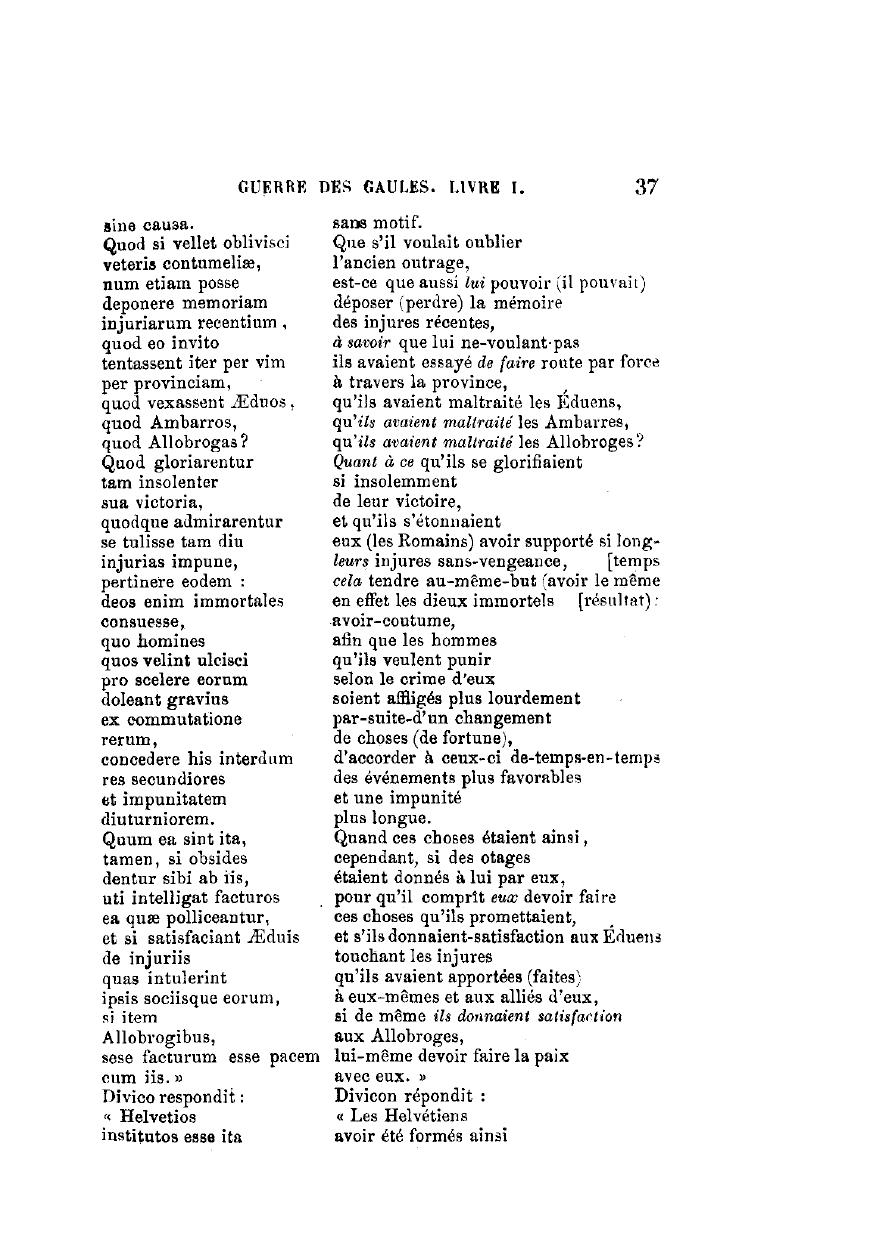 GUERRE DES GAULES. LIVRE I. 37
sine causa. sans motif.
Quod si vellet oblivisci Que s'il voulait oublier
veteris contumeliæ, l'ancien outrage,
num etiam posse est-ce que aussi lui pouvoir (il pouvait)
deponere memoriam déposer (perdre) la mémoire
injuriarum recentium, des injures récentes,
quod eo invito à savoir que lui ne-voulant-pas
tentassent iter per vim ils avaient essayé de faire route par force
per provinciam, à travers la province,
quod vexassent Æduos, qu'ils avaient maltraité les Éduens,
quod Ambarros, qu'ils avaient maltraité les Ambarres,
quod Allobrogas? qu'ils avaient maltraité les Allobroges?
Quod gloriarentur Quant à ce qu'ils se glorifiaient
tam insolenter si insolemment
sua victoria, de leur victoire,
quodque admirarentur et qu'ils s'étonnaient
se tulisse tam diu eux (les Romains) avoir supporté si long-
injurias impune, leurs injures sans-vengeance, [temps
pertinere eodem : cela tendre au-même-but (avoir le même
deos enim immortales en effet les dieux immortels [résultat) :
consuesse, avoir-coutume,
quo homines afin que les hommes
quos velint ulcisci qu'ils veulent punir
pro scelere eorum selon le crime d'eux
doleant gravius soient affligés plus lourdement
ex commutatione par-suite-d'un changement
rerum, de choses (de fortune),
concedere his interdum d'accorder à ceux-ci de-temps-en-temps
res secundiores des événements plus favorables
et impunitatem et une impunité
diuturniorem. plus longue.
Quum ea sint ita, Quand ces choses étaient ainsi,
tamen, si obsides cependant, si des otages
dentur sibi ab iis, étaient donnés à lui par eux,
uti intelligat facturos pour qu'il comprît eux devoir faire
ea quæ polliceantur, ces choses qu'ils promettaient,
et si satisfaciant Æduis et s'ils donnaient-satisfaction aux Éduens
de injuriis touchant les injures
quas intulerint qu'ils avaient apportées (faites)
ipsis sociisque eorum, à eux-mêmes et aux alliés d'eux,
si item si de même ils donnaient satisfaction
Allobrogibus, aux Allobroges,
sese facturum esse pacem lui-même devoir faire la paix
cum iis. » avec eux. »
Divico respondit : Divicon répondit :
« Helvetios « Les Helvétiens
institutos esse ita avoir été formés ainsi